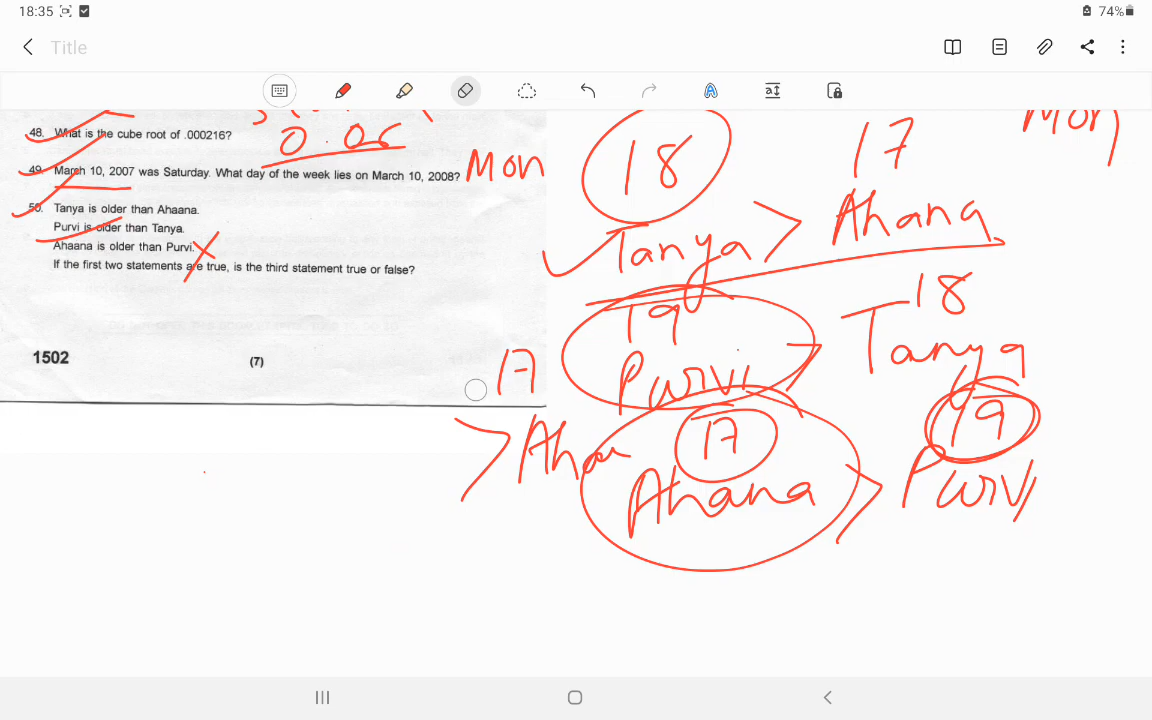 18:35
74%
Title
48. What is the cube root of .000216?
0.06
49. March 10, 2007 was Saturday. What day of the week lies on March 10, 2008? Mon
50. Tanya is older than Ahaana.
Purvi is older than Tanya.
Ahaana is older than Purvi.
If the first two statements are true, is the third statement true or false?
1502
(7)
Mon
18 17
Tanya > Ahana
19 18
Purvi > Tanya
17 19
Ahana > Purvi
17
>